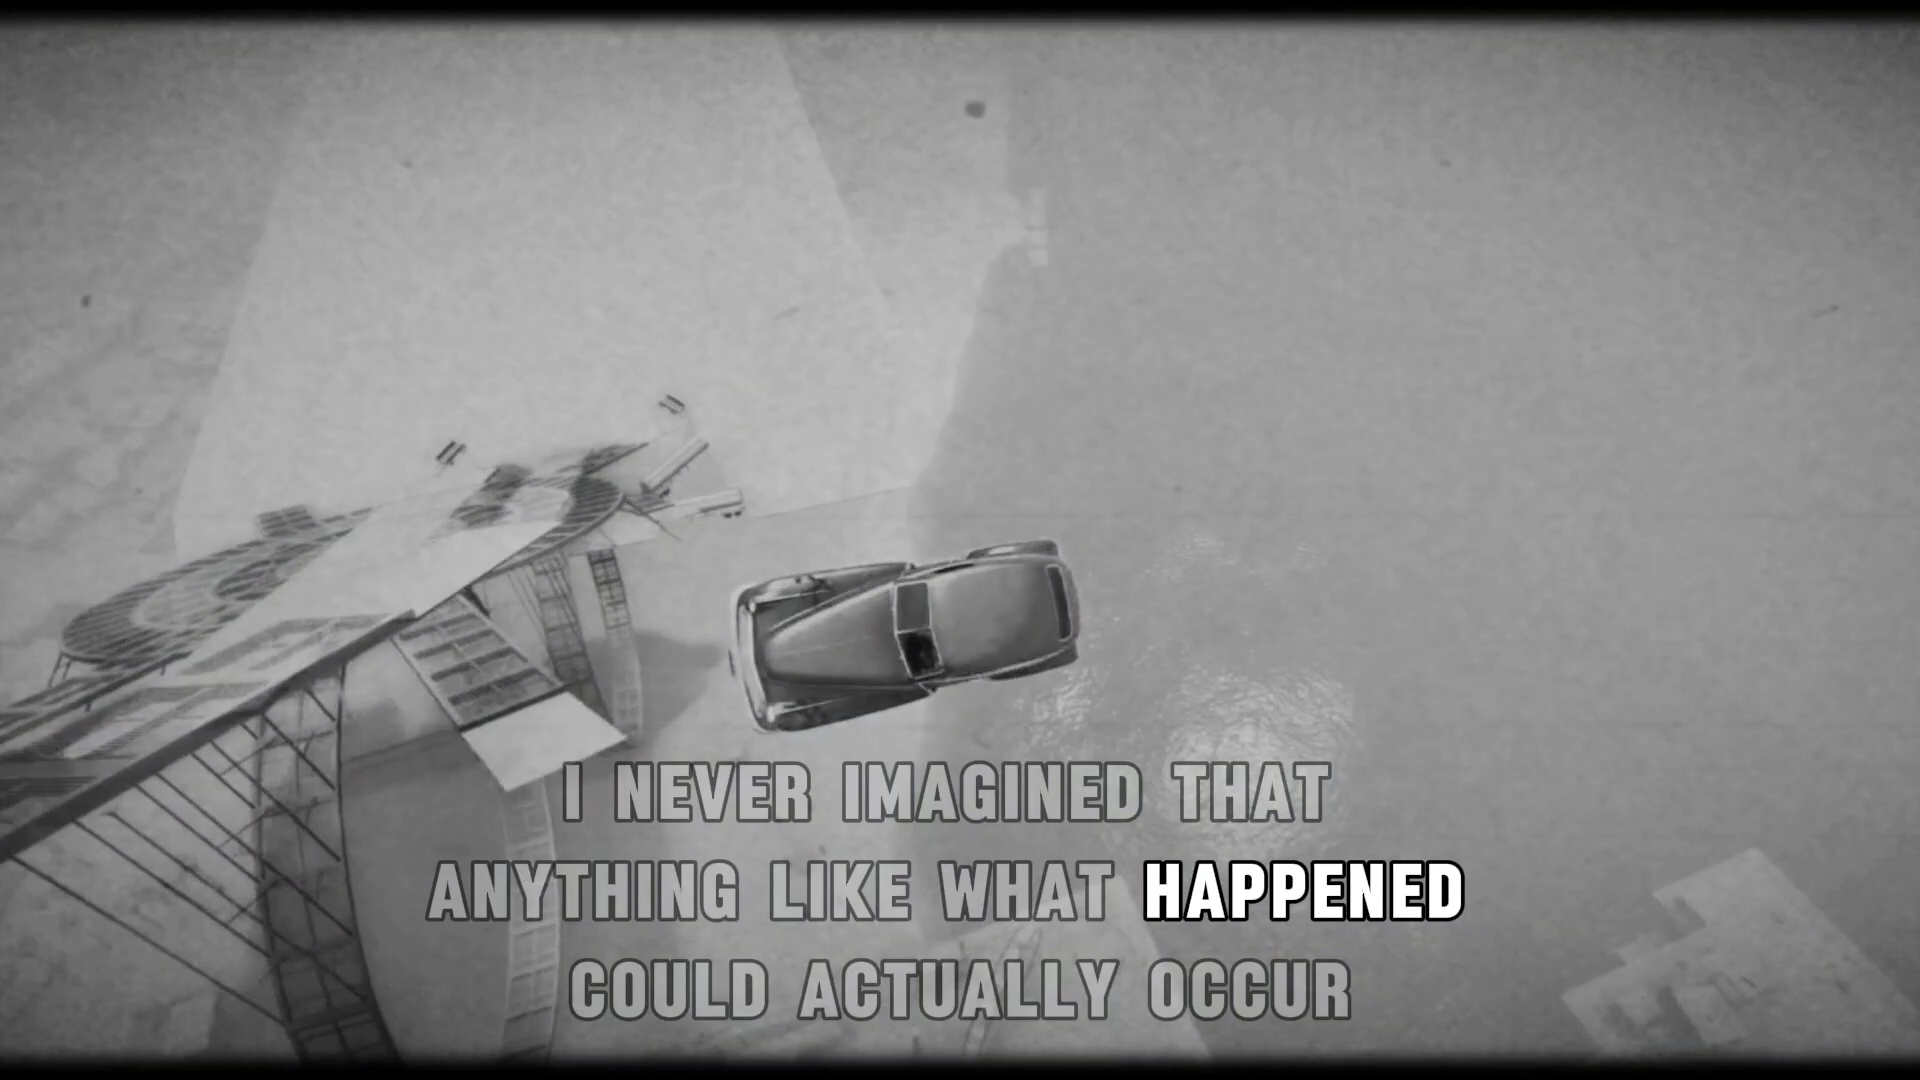 I NEVER IMAGINED THAT
ANYTHING LIKE WHAT HAPPENED
COULD ACTUALLY OCCUR